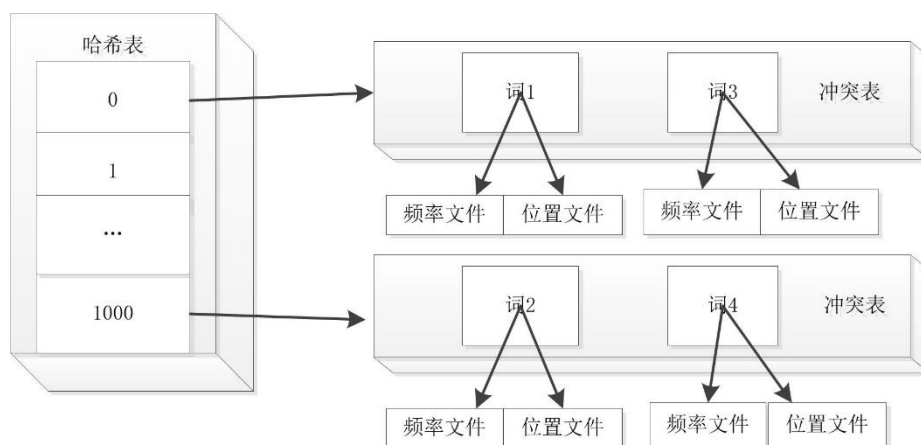 哈希表
0
1
...
1000
词1
词3
冲突表
频率文件
位置文件
频率文件
位置文件
词2
词4
冲突表
频率文件
位置文件
频率文件
位置文件